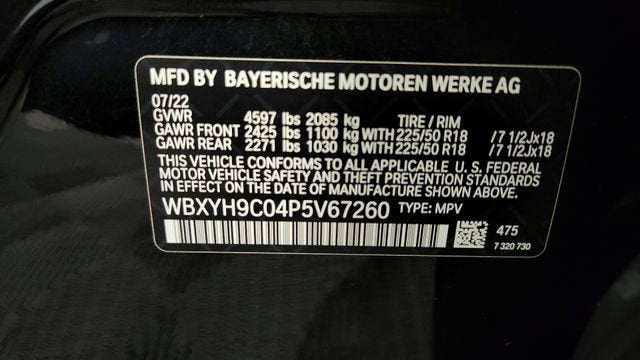 MFD BY BAYERISCHE MOTOREN WERKE AG
07/22
GVWR 4597 lbs 2085 kg TIRE / RIM
GAWR FRONT 2425 lbs 1100 kg WITH 225/50 R18 /7 1/2Jx18
GAWR REAR 2271 lbs 1030 kg WITH 225/50 R18 /7 1/2Jx18
THIS VEHICLE CONFORMS TO ALL APPLICABLE U. S. FEDERAL
MOTOR VEHICLE SAFETY AND THEFT PREVENTION STANDARDS
IN EFFECT ON THE DATE OF MANUFACTURE SHOWN ABOVE.
WBXYH9C04P5V67260 TYPE: MPV
475
7 320 730